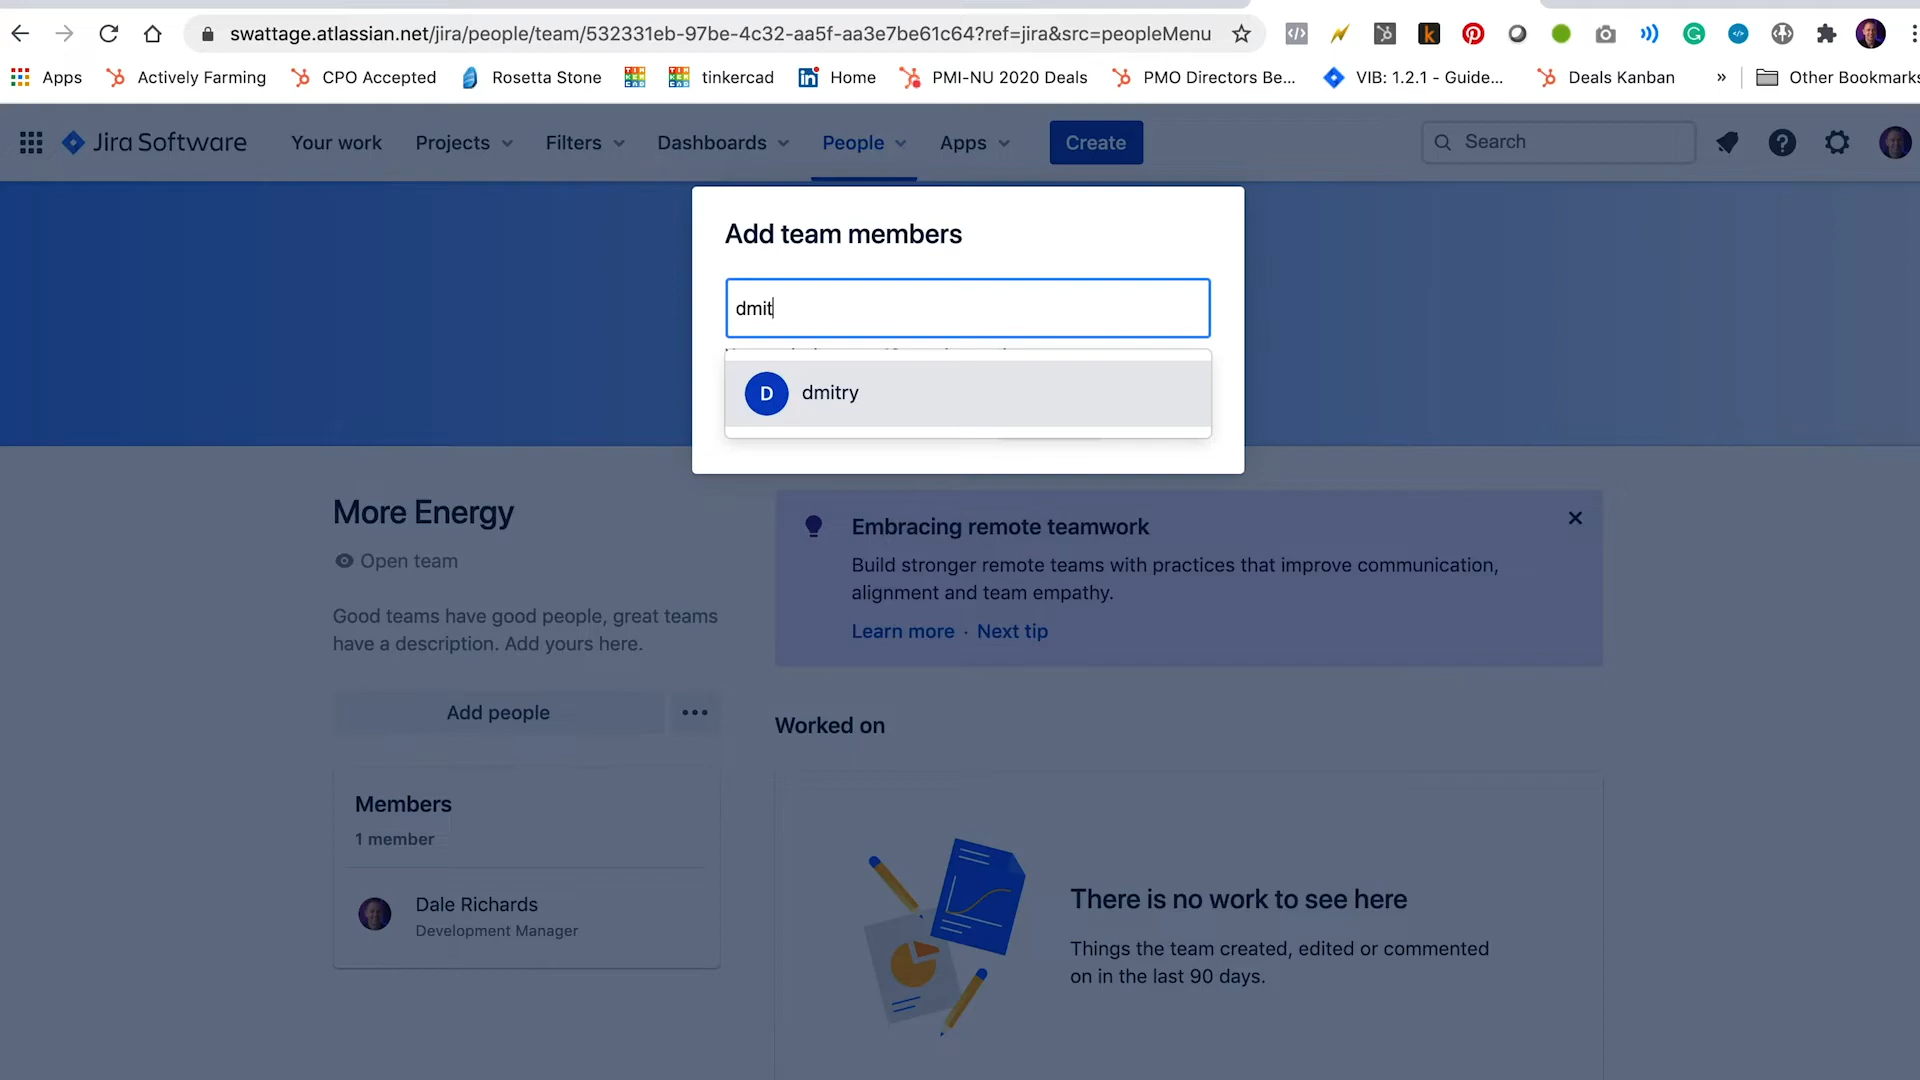 swattage.atlassian.net/jira/people/team/532331eb-97be-4c32-aa5f-aa3e7be61c64?ref=jira&src=peopleMenu
Apps Actively Farming CPO Accepted Rosetta Stone tinkercad Home PMI-NU 2020 Deals PMO Directors Be... VIB: 1.2.1 - Guide... Deals Kanban » Other Bookmarks
Jira Software Your work Projects Filters Dashboards People Apps Create Search
Add team members
dmit
D dmitry
More Energy
Open team
Good teams have good people, great teams
have a description. Add yours here.
Add people
Members
1 member
Dale Richards
Development Manager
Embracing remote teamwork
Build stronger remote teams with practices that improve communication,
alignment and team empathy.
Learn more · Next tip
Worked on
There is no work to see here
Things the team created, edited or commented
on in the last 90 days.